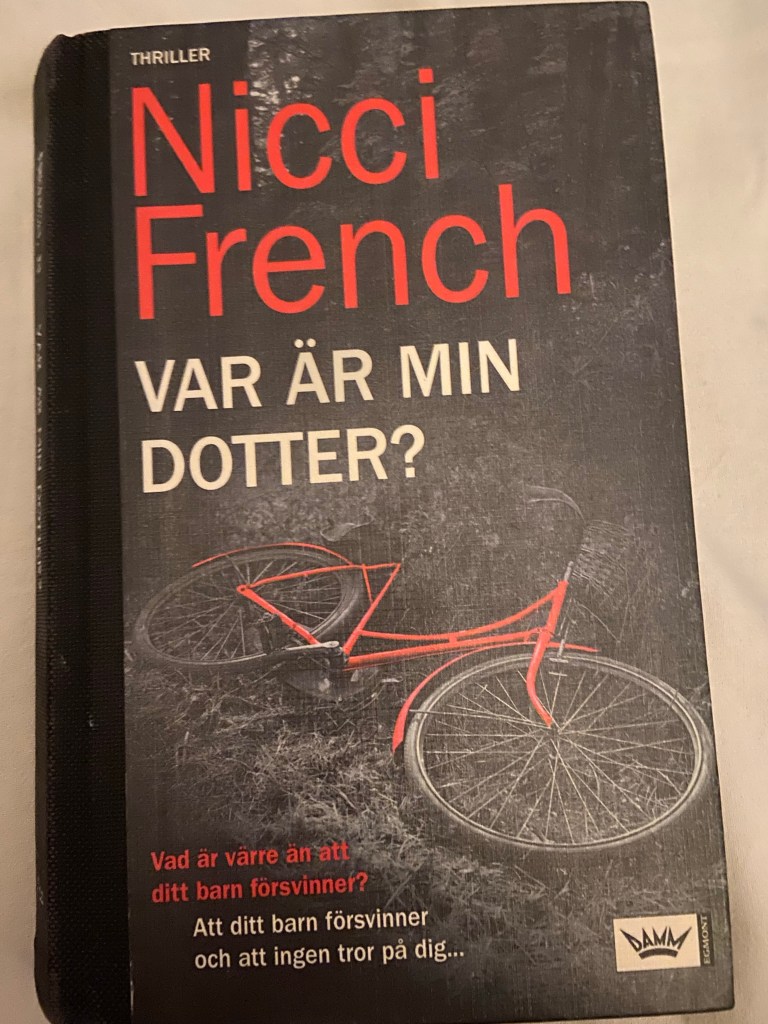 THRILLER
Nicci
French
VAR ÄR MIN
DOTTER?
Vad är värre än att
ditt barn försvinner?
Att ditt barn försvinner
och att ingen tror på dig...
DAMM
EGMONT